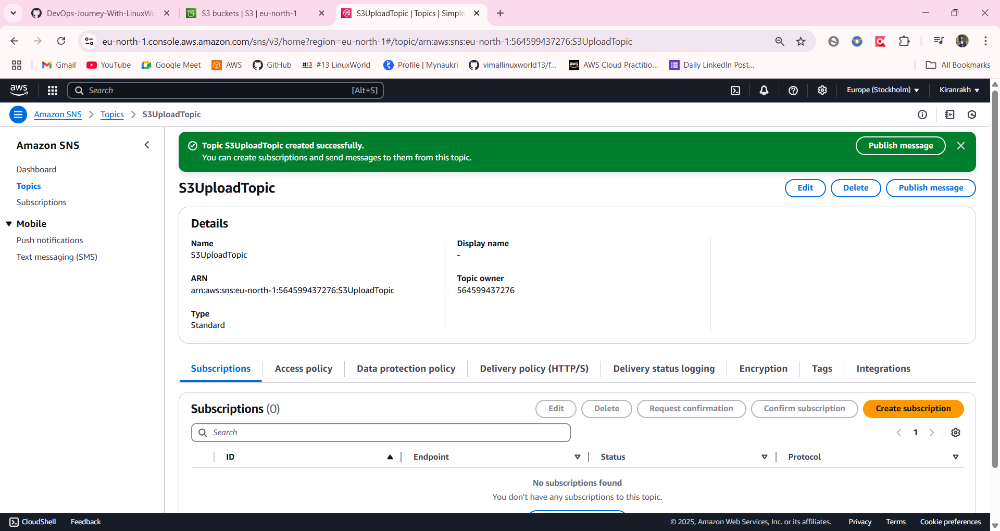 DevOps-Journey-With-LinuxWo
S3 buckets | S3 | eu-north-1
S3UploadTopic | Topics | Simple
eu-north-1.console.aws.amazon.com/sns/v3/home?region=eu-north-1#/topic/arn:aws:sns:eu-north-1:564599437276:S3UploadTopic
Gmail
YouTube
Google Meet
AWS
GitHub
#13 LinuxWorld
Profile | Mynaukri
vimallinuxworld13/f...
AWS Cloud Practitio...
Daily LinkedIn Post...
All Bookmarks
aws
Search
[Alt+S]
Europe (Stockholm)
Kiranrakh
Amazon SNS
Topics
S3UploadTopic
Amazon SNS
Dashboard
Topics
Subscriptions
Mobile
Push notifications
Text messaging (SMS)
Topic S3UploadTopic created successfully.
You can create subscriptions and send messages to them from this topic.
Publish message
S3UploadTopic
Edit
Delete
Publish message
Details
Name
S3UploadTopic
Display name
-
ARN
arn:aws:sns:eu-north-1:564599437276:S3UploadTopic
Topic owner
564599437276
Type
Standard
Subscriptions
Access policy
Data protection policy
Delivery policy (HTTP/S)
Delivery status logging
Encryption
Tags
Integrations
Subscriptions (0)
Edit
Delete
Request confirmation
Confirm subscription
Create subscription
Search
1
ID
Endpoint
Status
Protocol
No subscriptions found
You don't have any subscriptions to this topic.
CloudShell
Feedback
© 2025, Amazon Web Services, Inc. or its affiliates.
Privacy
Terms
Cookie preferences